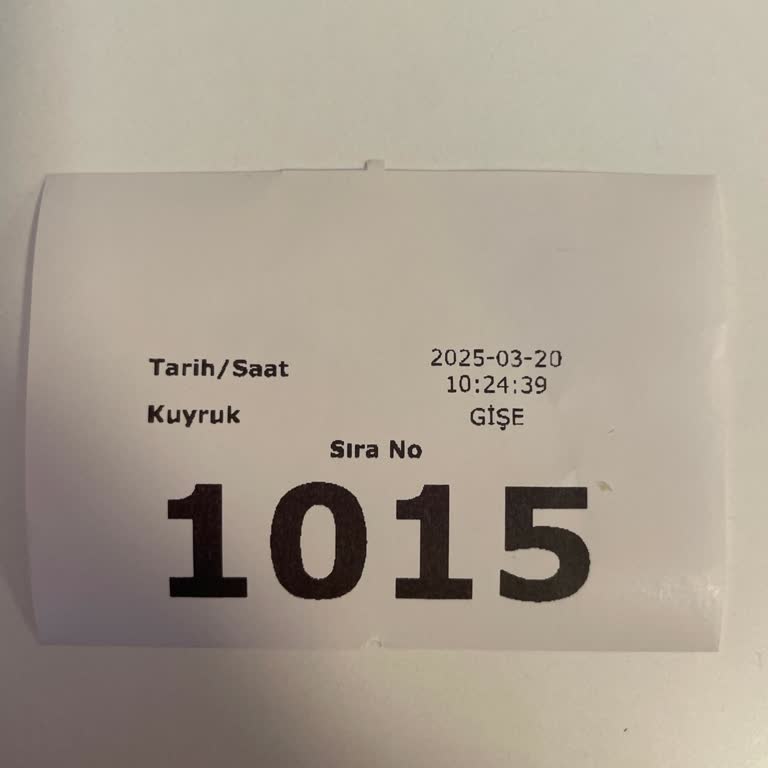 Tarih/Saat 2025-03-20
10:24:39
Kuyruk GİŞE
Sıra No
1015